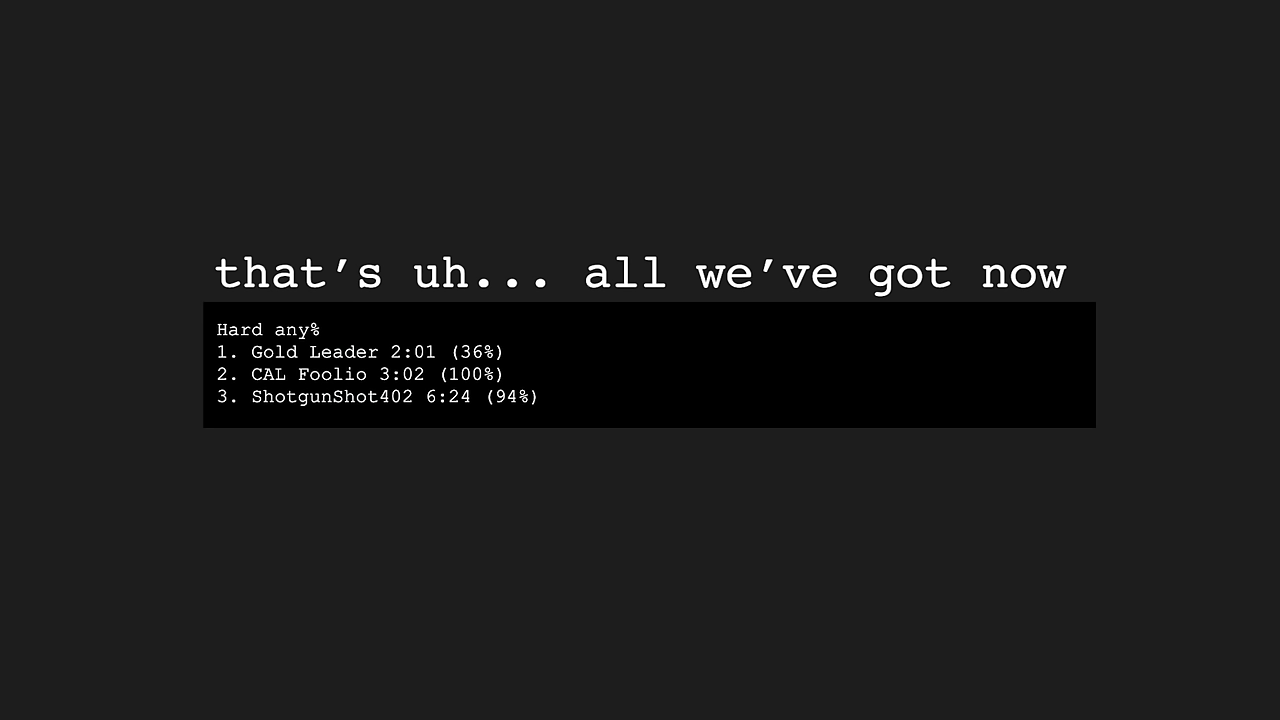 that’s uh... all we’ve got now
Hard any%
1. Gold Leader 2:01 (36%)
2. CAL Foolio 3:02 (100%)
3. ShotgunShot402 6:24 (94%)